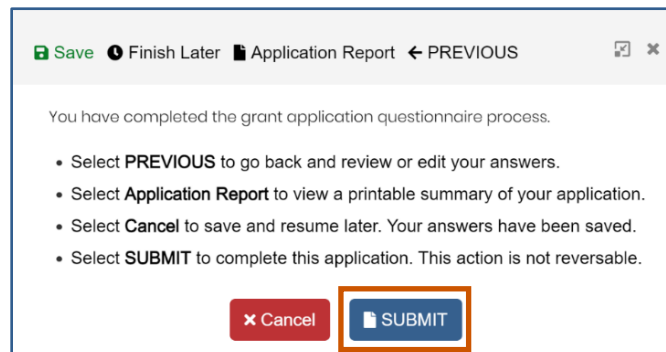 Save Finish Later Application Report PREVIOUS
You have completed the grant application questionnaire process.
• Select PREVIOUS to go back and review or edit your answers.
• Select Application Report to view a printable summary of your application.
• Select Cancel to save and resume later. Your answers have been saved.
• Select SUBMIT to complete this application. This action is not reversable.
Cancel SUBMIT